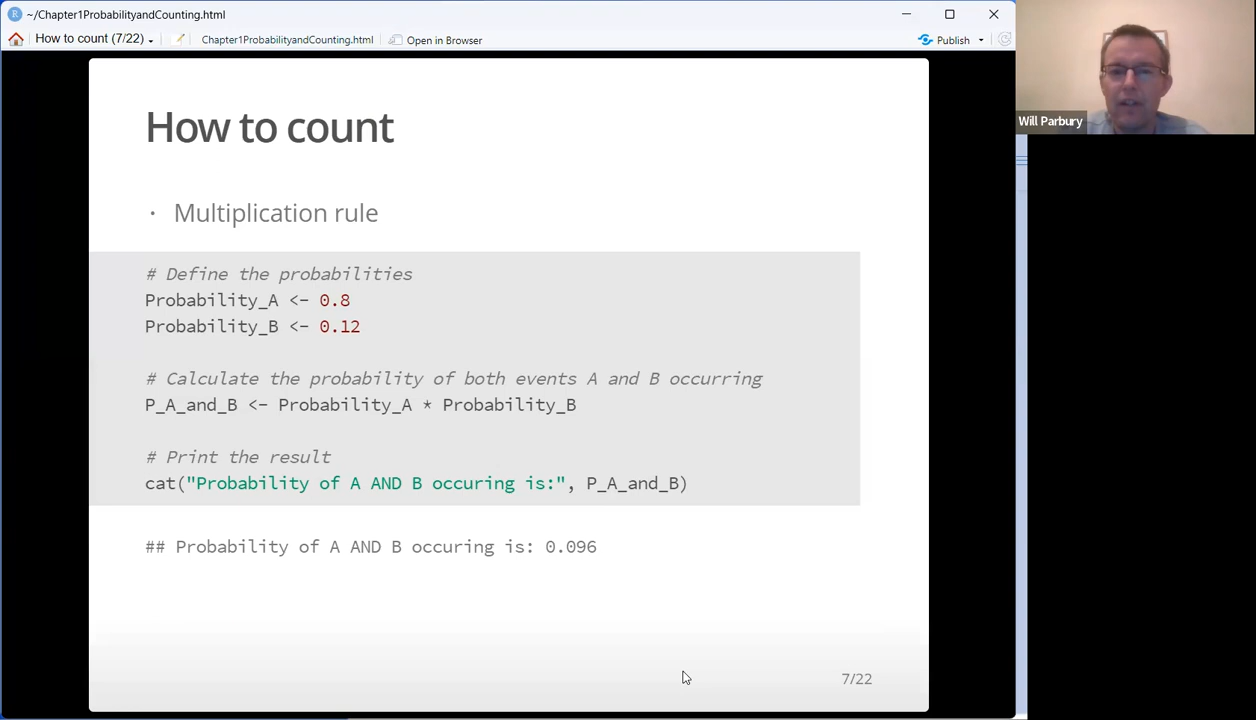 ~/Chapter1ProbabilityandCounting.html
How to count (7/22)
Chapter1ProbabilityandCounting.html
Open in Browser
Publish
Will Parbury
How to count
• Multiplication rule
# Define the probabilities
Probability_A <- 0.8
Probability_B <- 0.12
# Calculate the probability of both events A and B occurring
P_A_and_B <- Probability_A * Probability_B
# Print the result
cat("Probability of A AND B occuring is:", P_A_and_B)
## Probability of A AND B occuring is: 0.096
7/22